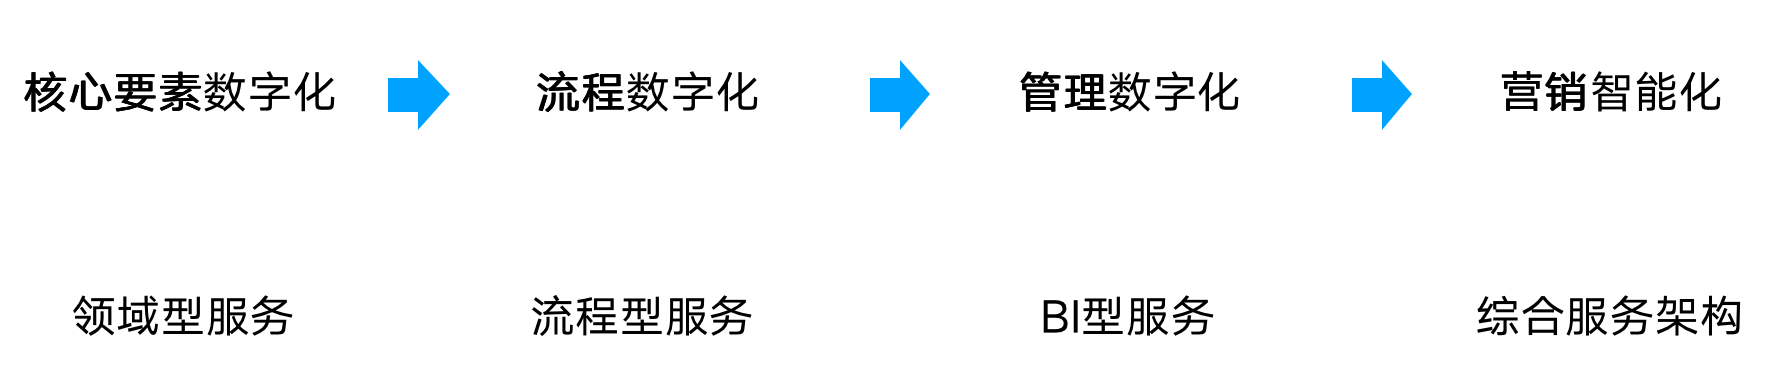 核心要素数字化
流程数字化
管理数字化
营销智能化
领域型服务
流程型服务
BI型服务
综合服务架构